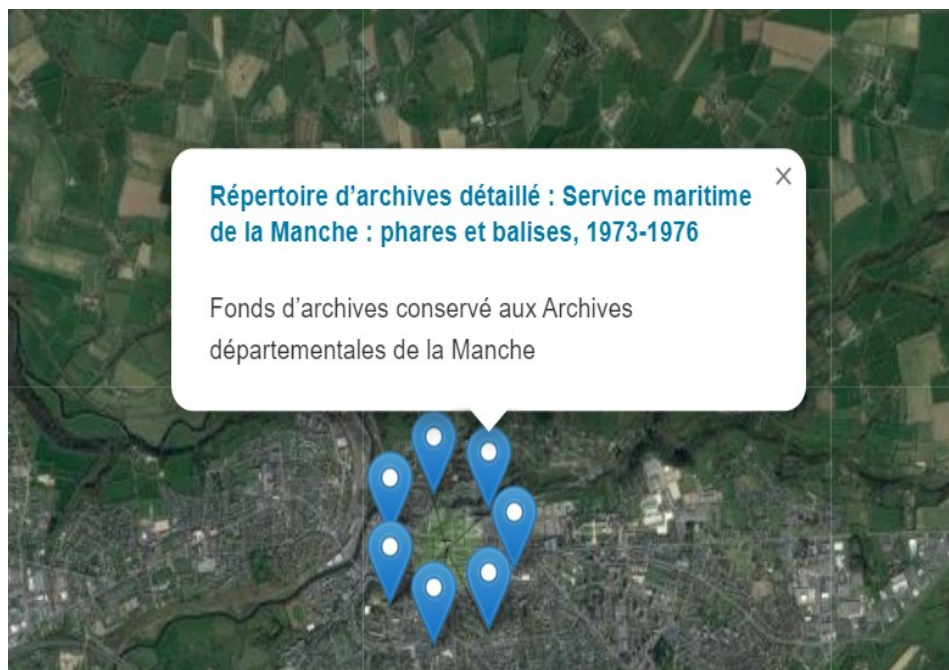 Répertoire d’archives détaillé : Service maritime
de la Manche : phares et balises, 1973-1976
Fonds d’archives conservé aux Archives
départementales de la Manche
7